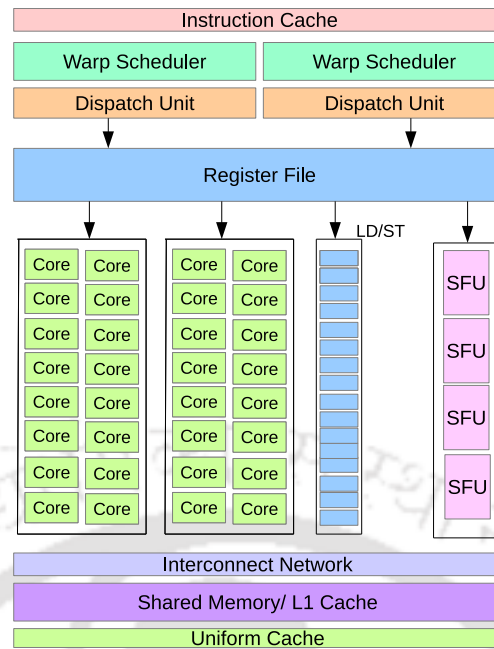 Instruction Cache
Warp Scheduler Warp Scheduler
Dispatch Unit Dispatch Unit
Register File
LD/ST
Core Core Core Core
SFU
Core Core Core Core
Core Core Core Core
SFU
Core Core Core Core
Core Core Core Core
SFU
Core Core Core Core
Core Core Core Core
SFU
Core Core Core Core
Interconnect Network
Shared Memory/ L1 Cache
Uniform Cache